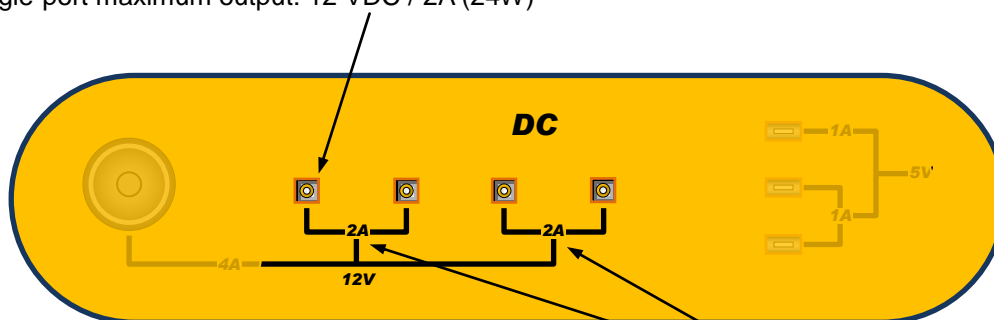 gle port maximum output: 12 VDC / 2A (24W)
DC
1A
5V
1A
2A
2A
4A
12V